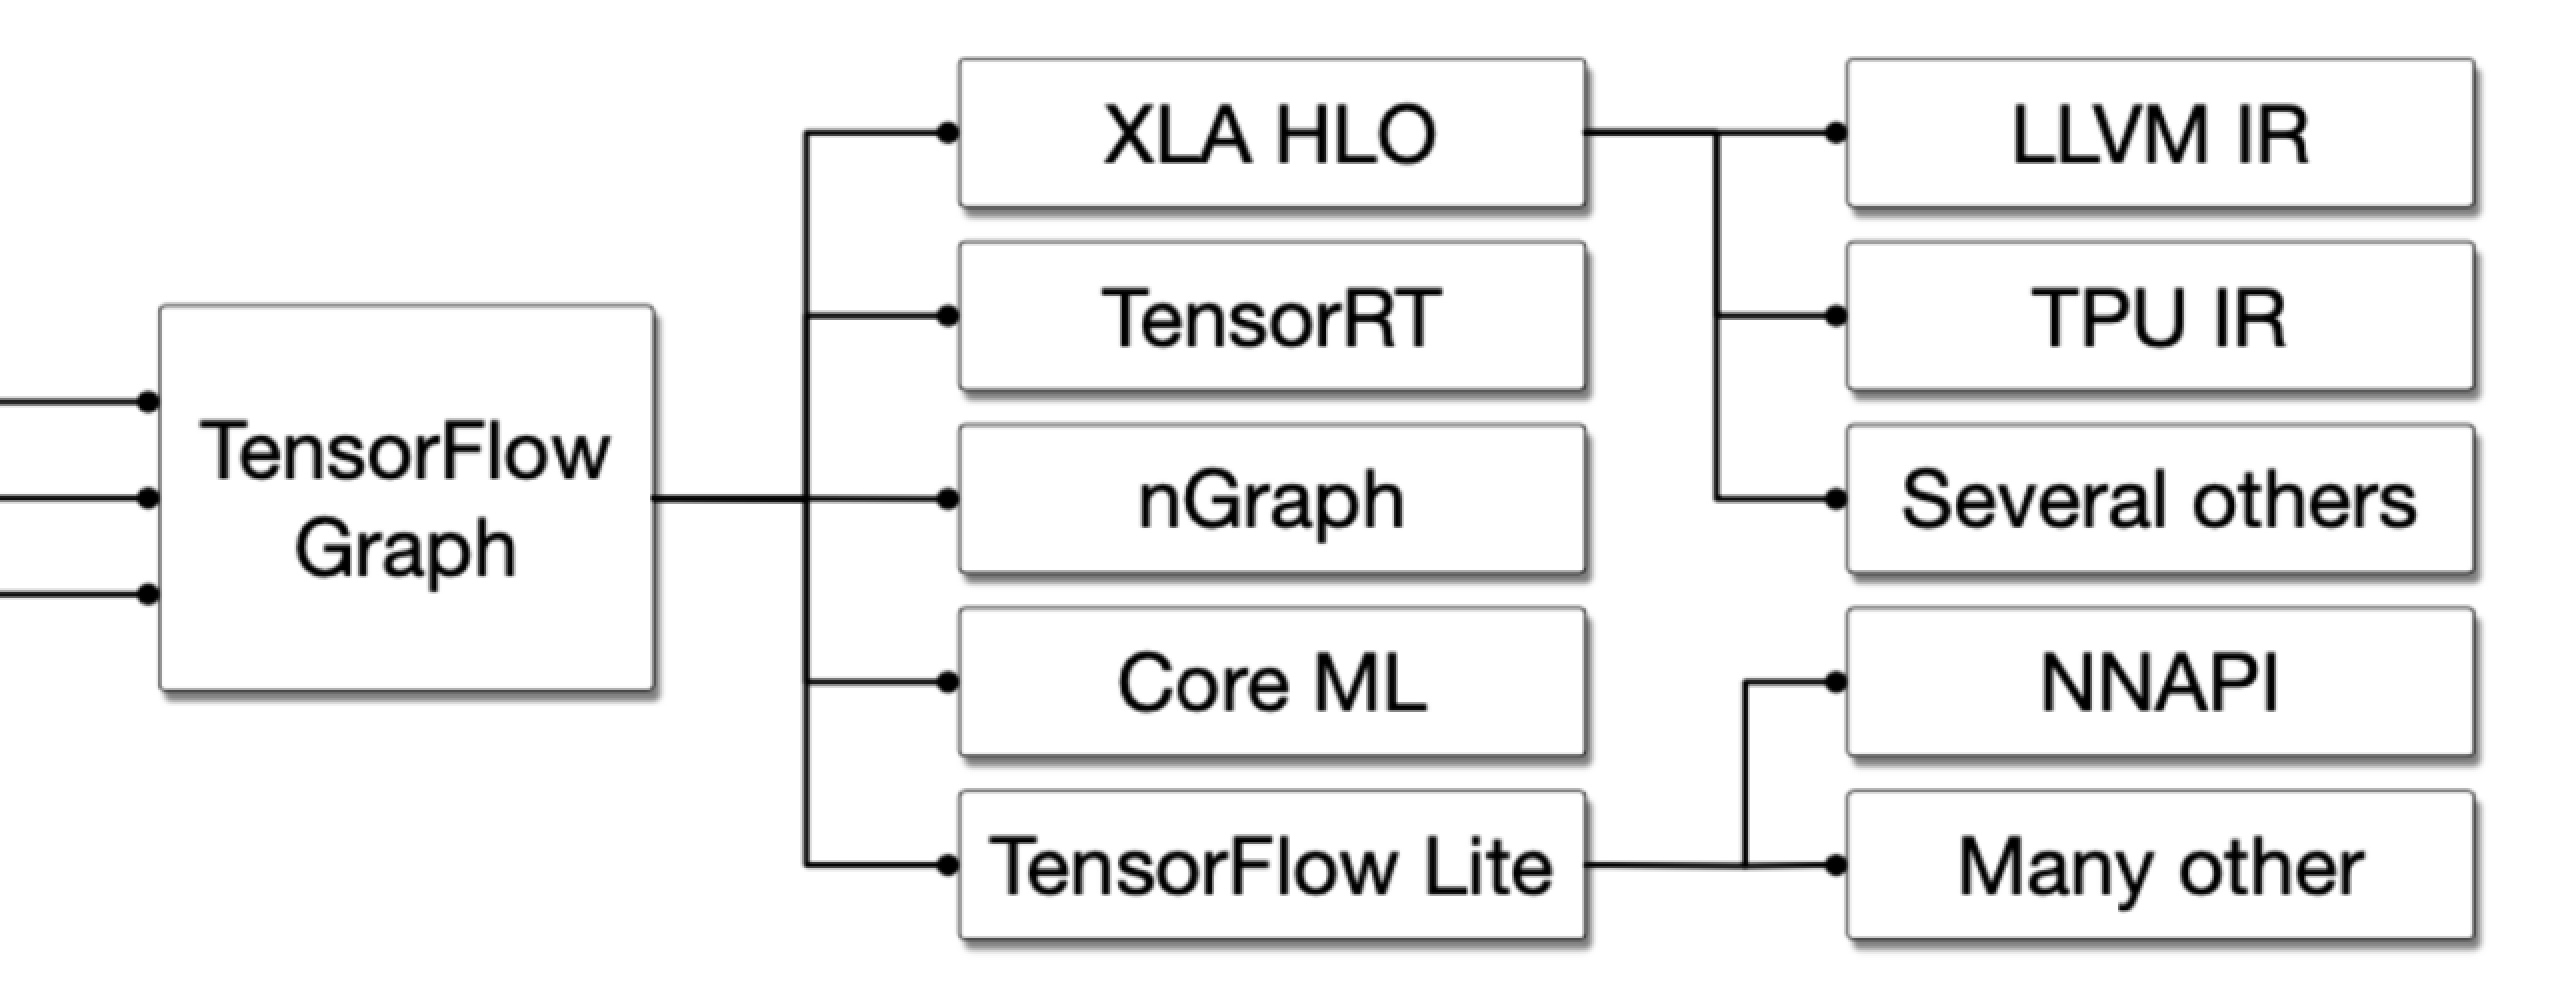 TensorFlow
Graph
XLA HLO
TensorRT
nGraph
Core ML
TensorFlow Lite
LLVM IR
TPU IR
Several others
NNAPI
Many other